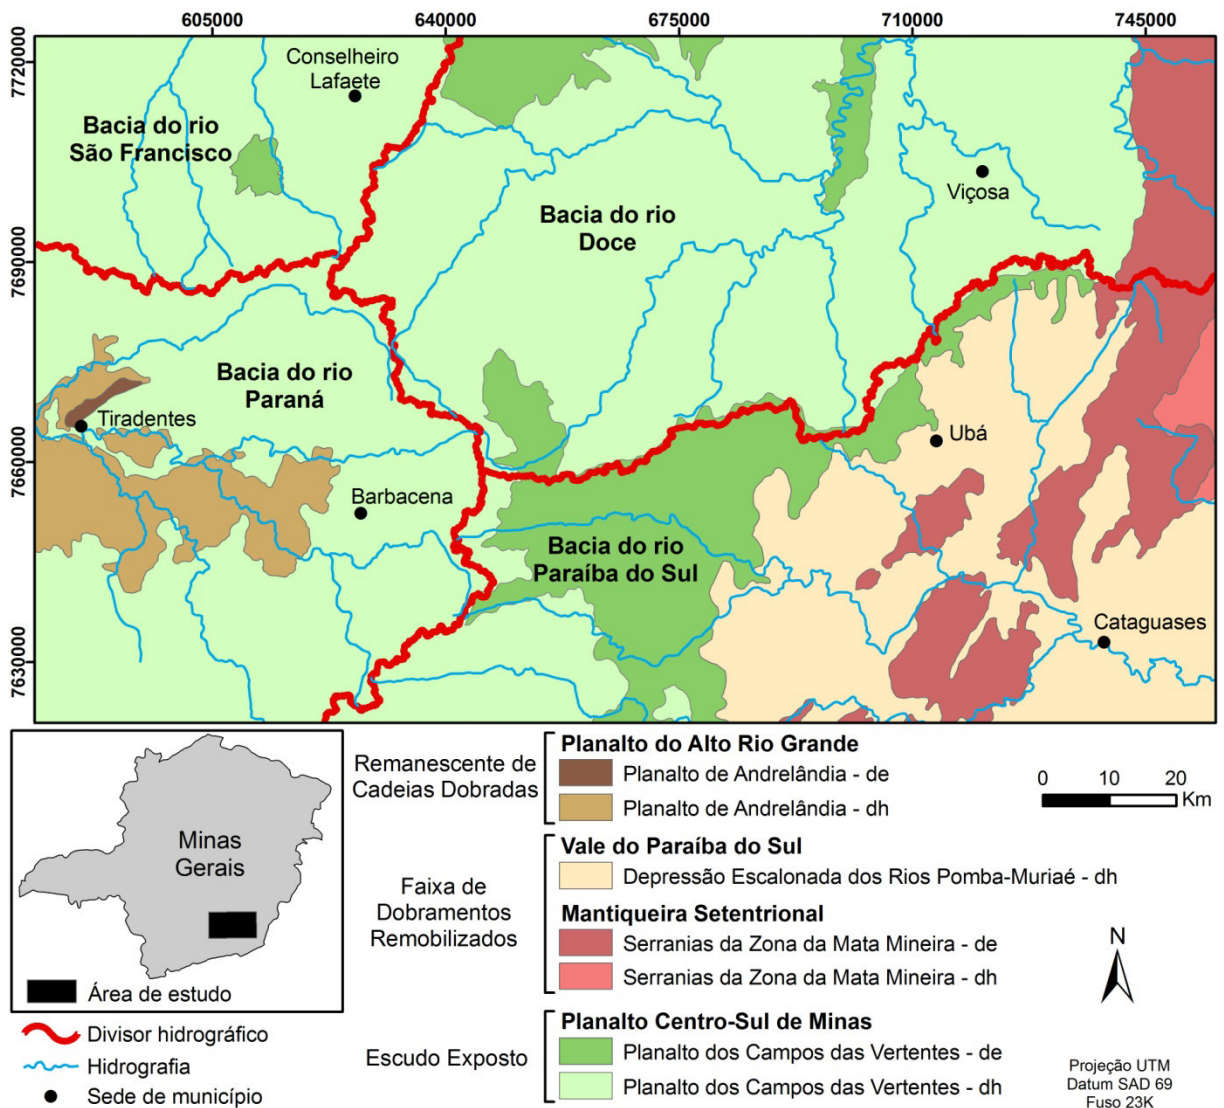 605000 640000 675000 710000 745000
7720000
7690000
7660000
7630000
Conselheiro
Lafaete
Bacia do rio
São Francisco
Viçosa
Bacia do rio
Doce
Bacia do rio
Paraná
Tiradentes
Ubá
Barbacena
Bacia do rio
Paraíba do Sul
Cataguases
Minas
Gerais
Área de estudo
Divisor hidrográfico
Hidrografia
Sede de município
Remanescente de
Cadeias Dobradas
Planalto do Alto Rio Grande
Planalto de Andrelândia - de
Planalto de Andrelândia - dh
Faixa de
Dobramentos
Remobilizados
Vale do Paraíba do Sul
Depressão Escalonada dos Rios Pomba-Muriaé - dh
Mantiqueira Setentrional
Serranias da Zona da Mata Mineira - de
Serranias da Zona da Mata Mineira - dh
Escudo Exposto
Planalto Centro-Sul de Minas
Planalto dos Campos das Vertentes - de
Planalto dos Campos das Vertentes - dh
0 10 20
Km
N
Projeção UTM
Datum SAD 69
Fuso 23K